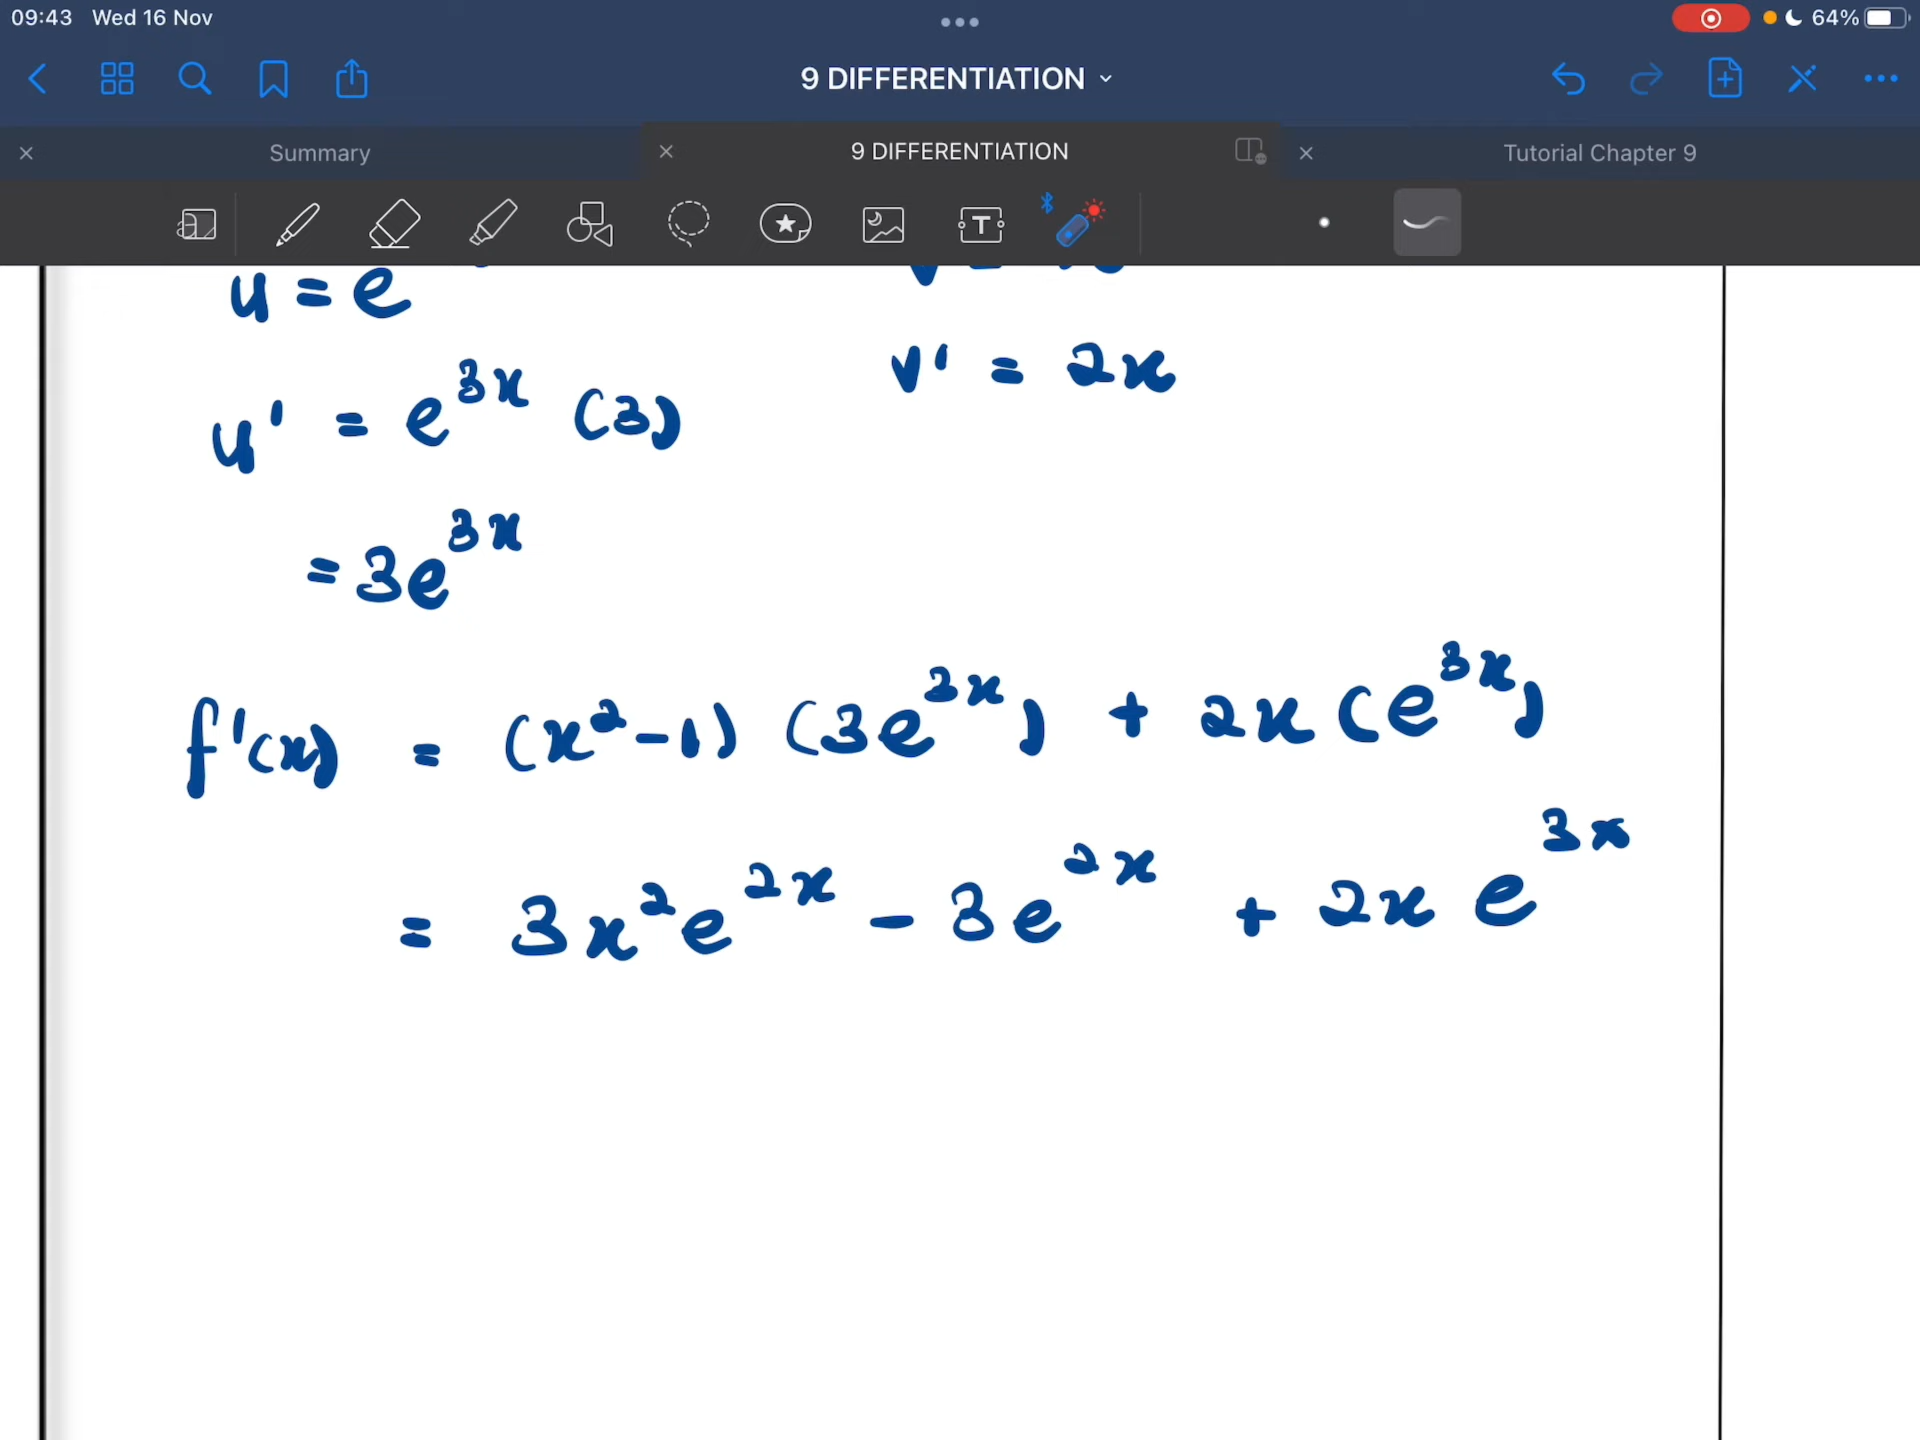 09:43 Wed 16 Nov 64%
9 DIFFERENTIATION
Summary 9 DIFFERENTIATION Tutorial Chapter 9
u = e
v' = 2x
u' = e^{3x} (3)
= 3e^{3x}
f'(x) = (x^2-1) (3e^{3x}) + 2x (e^{3x})
= 3x^2e^{2x} - 3e^{2x} + 2x e^{3x}